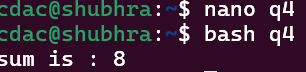 cdac@shubhra:~$ nano q4
cdac@shubhra:~$ bash q4
sum is : 8